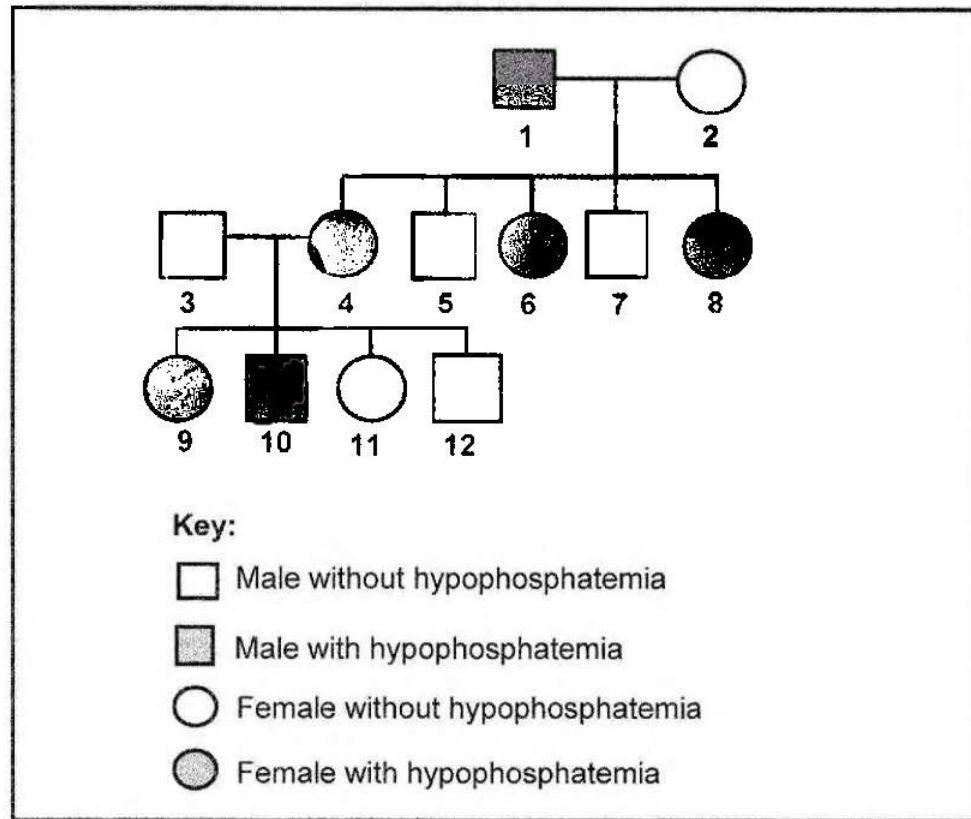 1
2
3
4
5
6
7
8
9
10
11
12
Key:
Male without hypophosphatemia
Male with hypophosphatemia
Female without hypophosphatemia
Female with hypophosphatemia